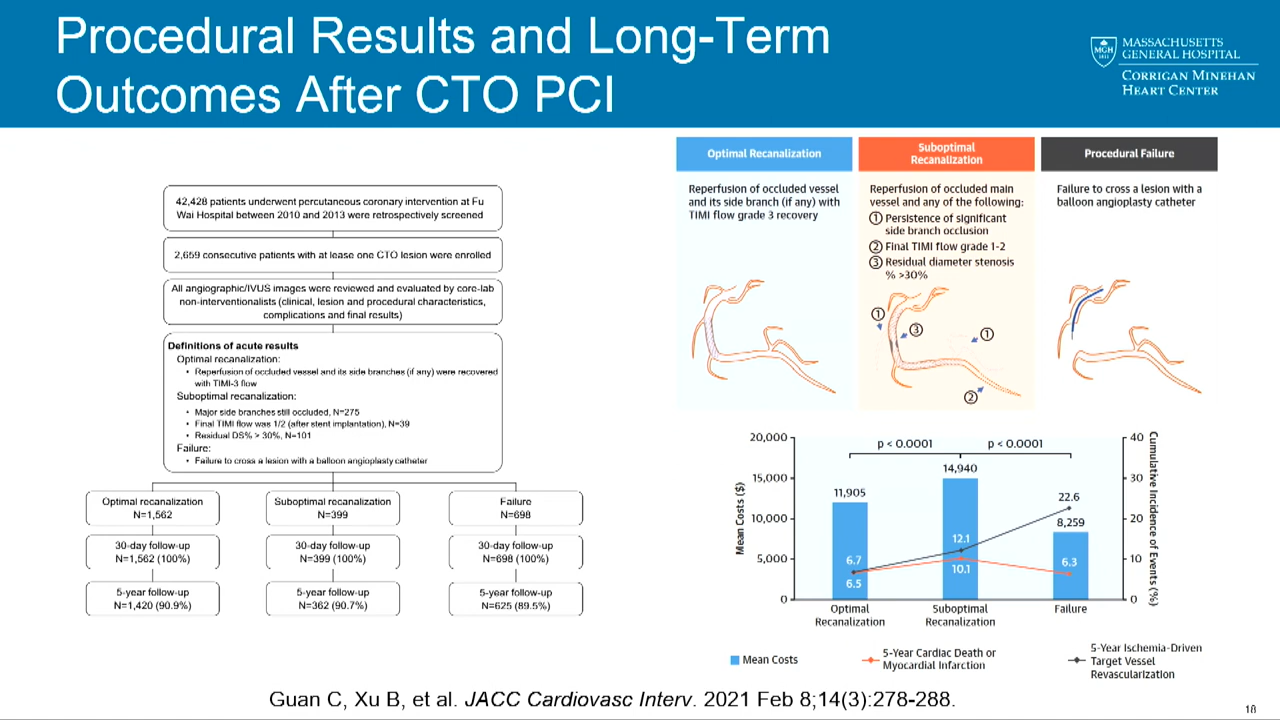 Procedural Results and Long-Term
Outcomes After CTO PCI
MGH
1811
MASSACHUSETTS
GENERAL HOSPITAL
CORRIGAN MINEHAN
HEART CENTER
42,428 patients underwent percutaneous coronary intervention at Fu
Wai Hospital between 2010 and 2013 were retrospectively screened
2,659 consecutive patients with at lease one CTO lesion were enrolled
All angiographic/IVUS images were reviewed and evaluated by core-lab
non-interventionalists (clinical, lesion and procedural characteristics,
complications and final results)
Definitions of acute results
Optimal recanalization:
• Reperfusion of occluded vessel and its side branches (if any) were recovered
with TIMI-3 flow
Suboptimal recanalization:
• Major side branches still occluded, N=275
• Final TIMI flow was 1/2 (after stent implantation), N=39
• Residual DS% > 30%, N=101
Failure:
• Failure to cross a lesion with a balloon angioplasty catheter
Optimal recanalization
N=1,562
Suboptimal recanalization
N=399
Failure
N=698
30-day follow-up
N=1,562 (100%)
30-day follow-up
N=399 (100%)
30-day follow-up
N=698 (100%)
5-year follow-up
N=1,420 (90.9%)
5-year follow-up
N=362 (90.7%)
5-year follow-up
N=625 (89.5%)
Optimal Recanalization
Reperfusion of occluded vessel
and its side branch (if any) with
TIMI flow grade 3 recovery
Suboptimal
Recanalization
Reperfusion of occluded main
vessel and any of the following:
① Persistence of significant
side branch occlusion
② Final TIMI flow grade 1-2
③ Residual diameter stenosis
% >30%
①
③
①
②
Procedural Failure
Failure to cross a lesion with a
balloon angioplasty catheter
Mean Costs ($)
20,000
15,000
10,000
5,000
0
p < 0.0001
p < 0.0001
11,905
14,940
8,259
6.7
6.5
12.1
10.1
22.6
6.3
40
30
20
10
0
Cumulative Incidence of Events (%)
Optimal
Recanalization
Suboptimal
Recanalization
Failure
Mean Costs
5-Year Cardiac Death or
Myocardial Infarction
5-Year Ischemia-Driven
Target Vessel
Revascularization
Guan C, Xu B, et al. JACC Cardiovasc Interv. 2021 Feb 8;14(3):278-288.